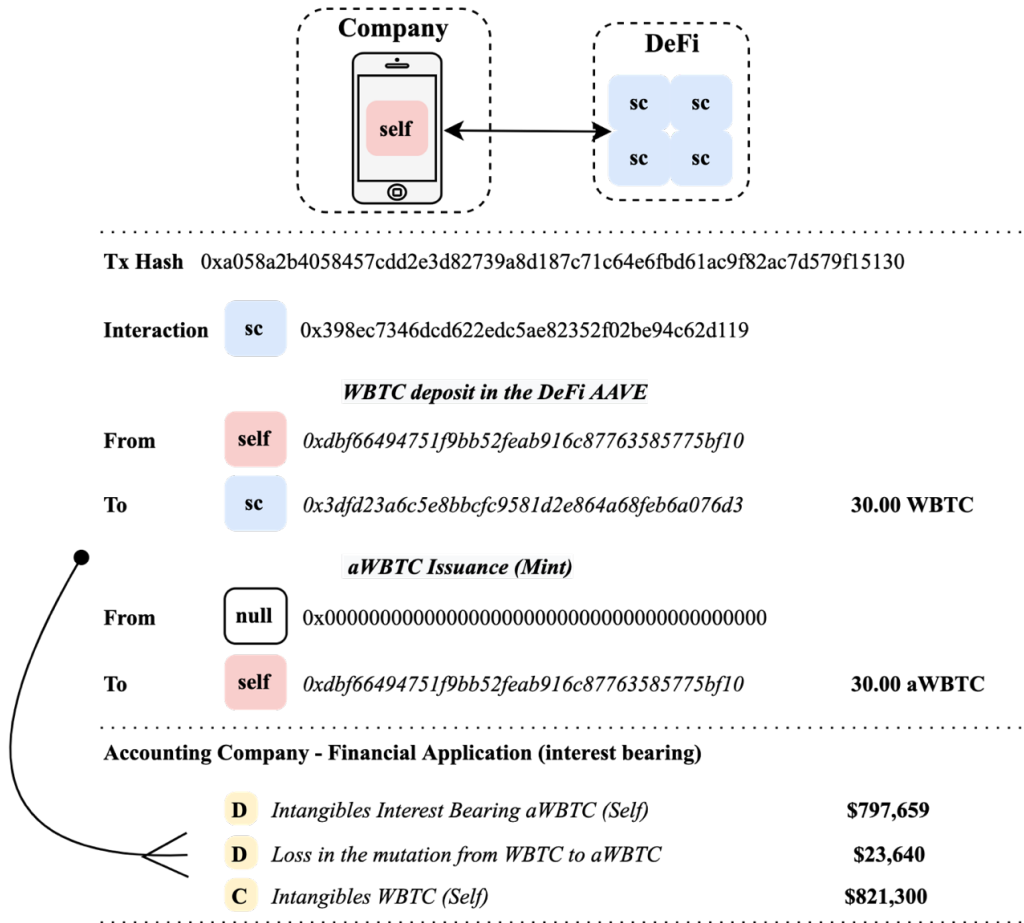 Company
DeFi
self
sc sc
sc sc
Tx Hash 0xa058a2b4058457cdd2e3d82739a8d187c71c64e6fbd61ac9f82ac7d579f15130
Interaction sc 0x398ec7346dcd622edc5ae82352f02be94c62d119
WBTC deposit in the DeFi AAVE
From self 0xdbf66494751f9bb52feab916c87763585775bf10
To sc 0x3dfd23a6c5e8bbcfc9581d2e864a68feb6a076d3 30.00 WBTC
aWBTC Issuance (Mint)
From null 0x0000000000000000000000000000000000000000
To self 0xdbf66494751f9bb52feab916c87763585775bf10 30.00 aWBTC
Accounting Company - Financial Application (interest bearing)
D Intangibles Interest Bearing aWBTC (Self) $797,659
D Loss in the mutation from WBTC to aWBTC $23,640
C Intangibles WBTC (Self) $821,300